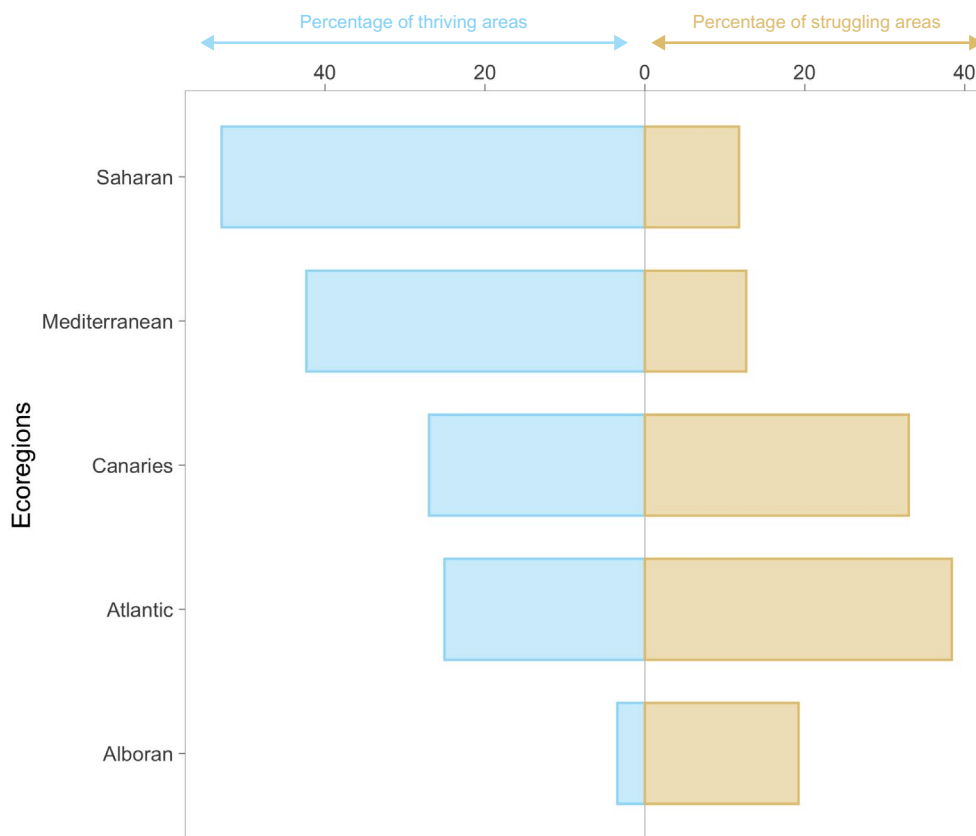 Percentage of thriving areas Percentage of struggling areas
40 20 0 20 40
Saharan
Mediterranean
Canaries
Atlantic
Alboran
Ecoregions